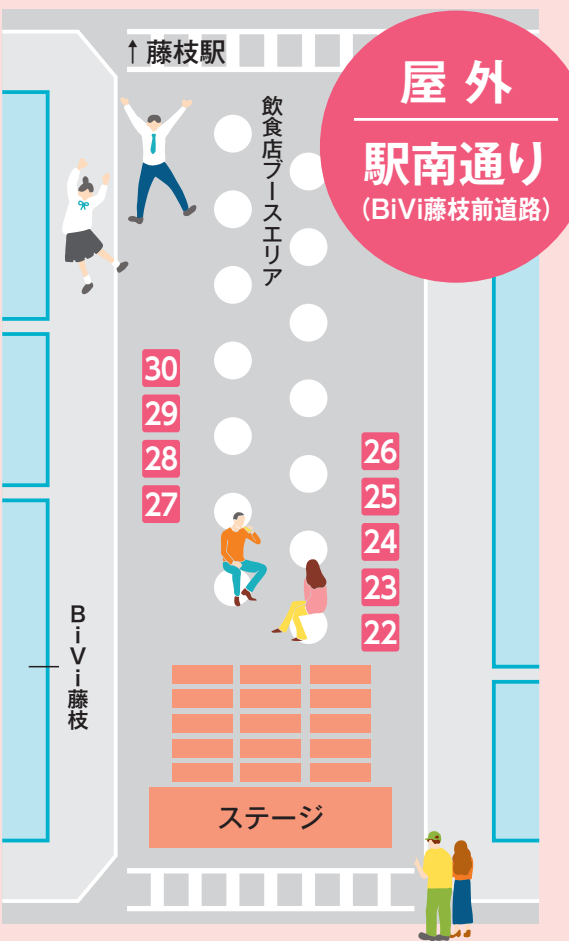 ↑藤枝駅
屋外
駅南通り
(BiVi藤枝前道路)
飲食店ブースエリア
30
29
28
27
26
25
24
23
22
BiVi藤枝
ステージ